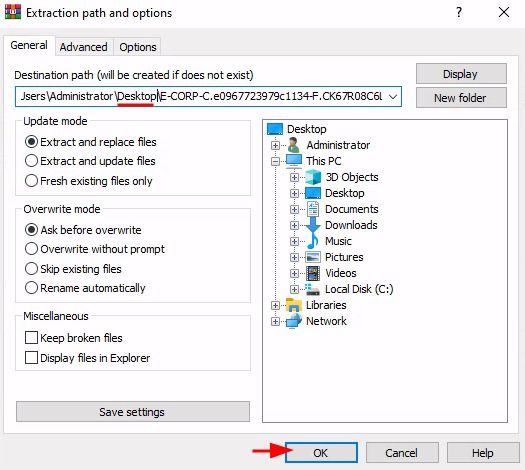 Extraction path and options
General Advanced Options
Destination path (will be created if does not exist)
Jsers\Administrator\Desktop\E-CORP-C.e0967723979c1134-F.CK67R08C6l
Display
New folder
Update mode
Extract and replace files
Extract and update files
Fresh existing files only
Overwrite mode
Ask before overwrite
Overwrite without prompt
Skip existing files
Rename automatically
Miscellaneous
Keep broken files
Display files in Explorer
Save settings
Desktop
Administrator
This PC
3D Objects
Desktop
Documents
Downloads
Music
Pictures
Videos
Local Disk (C:)
Libraries
Network
OK Cancel Help